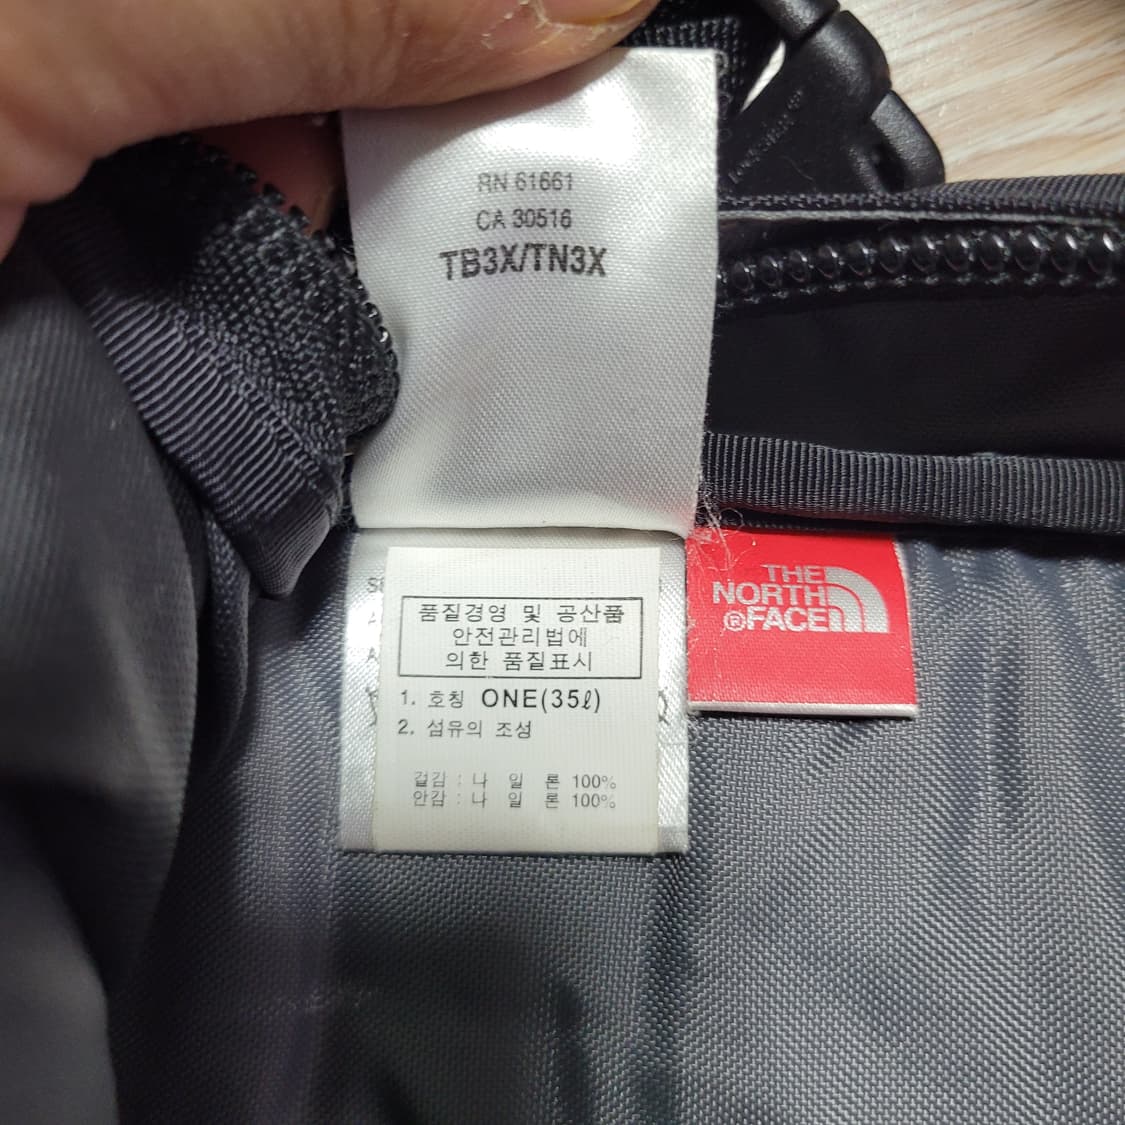 RN 61661
CA 30516
TB3X/TN3X
THE
NORTH
®FACE
품질경영 및 공산품
안전관리법에
의한 품질표시
1. 호칭 ONE(35ℓ)
2. 섬유의 조성
겉감 : 나 일 론 100%
안감 : 나 일 론 100%